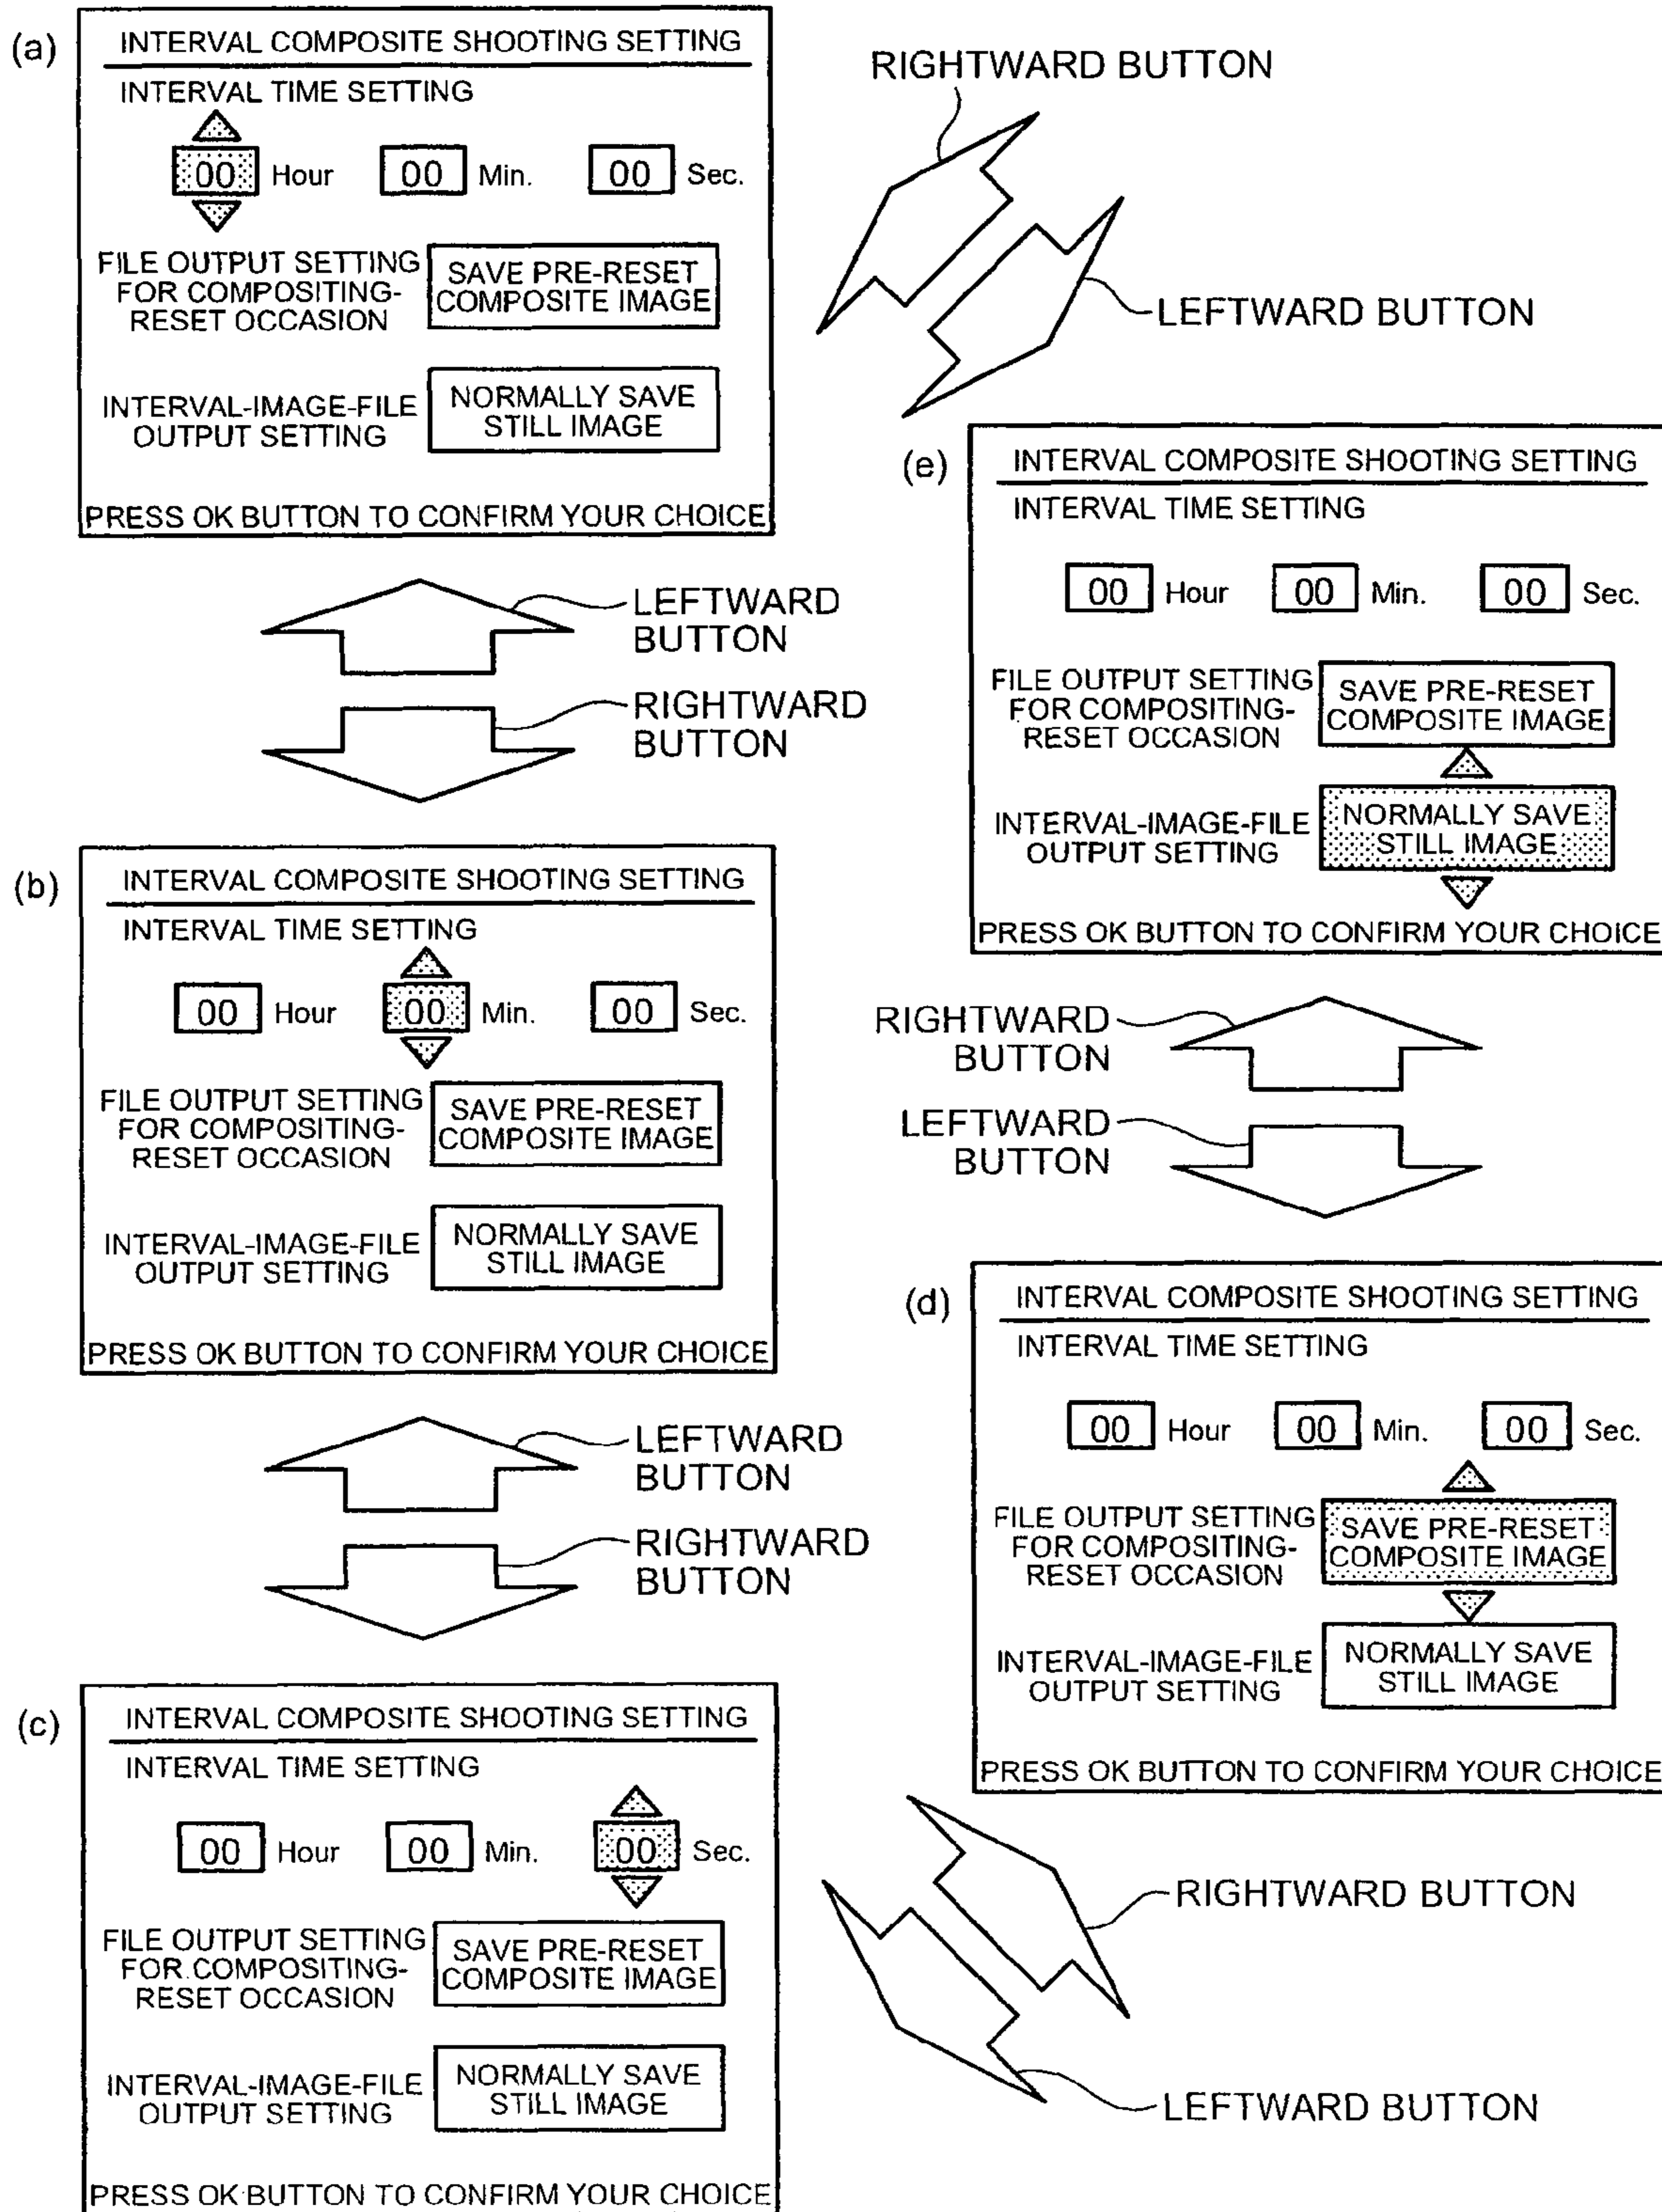 (a)
INTERVAL COMPOSITE SHOOTING SETTING
INTERVAL TIME SETTING
00 Hour 00 Min. 00 Sec.
FILE OUTPUT SETTING
FOR COMPOSITING-
RESET OCCASION
SAVE PRE-RESET
COMPOSITE IMAGE
INTERVAL-IMAGE-FILE
OUTPUT SETTING
NORMALLY SAVE
STILL IMAGE
PRESS OK BUTTON TO CONFIRM YOUR CHOICE
LEFTWARD
BUTTON
RIGHTWARD
BUTTON
(b)
INTERVAL COMPOSITE SHOOTING SETTING
INTERVAL TIME SETTING
00 Hour 00 Min. 00 Sec.
FILE OUTPUT SETTING
FOR COMPOSITING-
RESET OCCASION
SAVE PRE-RESET
COMPOSITE IMAGE
INTERVAL-IMAGE-FILE
OUTPUT SETTING
NORMALLY SAVE
STILL IMAGE
PRESS OK BUTTON TO CONFIRM YOUR CHOICE
LEFTWARD
BUTTON
RIGHTWARD
BUTTON
(c)
INTERVAL COMPOSITE SHOOTING SETTING
INTERVAL TIME SETTING
00 Hour 00 Min. 00 Sec.
FILE OUTPUT SETTING
FOR COMPOSITING-
RESET OCCASION
SAVE PRE-RESET
COMPOSITE IMAGE
INTERVAL-IMAGE-FILE
OUTPUT SETTING
NORMALLY SAVE
STILL IMAGE
PRESS OK BUTTON TO CONFIRM YOUR CHOICE
RIGHTWARD BUTTON
LEFTWARD BUTTON
(e)
INTERVAL COMPOSITE SHOOTING SETTING
INTERVAL TIME SETTING
00 Hour 00 Min. 00 Sec.
FILE OUTPUT SETTING
FOR COMPOSITING-
RESET OCCASION
SAVE PRE-RESET
COMPOSITE IMAGE
INTERVAL-IMAGE-FILE
OUTPUT SETTING
NORMALLY SAVE
STILL IMAGE
PRESS OK BUTTON TO CONFIRM YOUR CHOICE
RIGHTWARD
BUTTON
LEFTWARD
BUTTON
(d)
INTERVAL COMPOSITE SHOOTING SETTING
INTERVAL TIME SETTING
00 Hour 00 Min. 00 Sec.
FILE OUTPUT SETTING
FOR COMPOSITING-
RESET OCCASION
SAVE PRE-RESET
COMPOSITE IMAGE
INTERVAL-IMAGE-FILE
OUTPUT SETTING
NORMALLY SAVE
STILL IMAGE
PRESS OK BUTTON TO CONFIRM YOUR CHOICE
RIGHTWARD BUTTON
LEFTWARD BUTTON